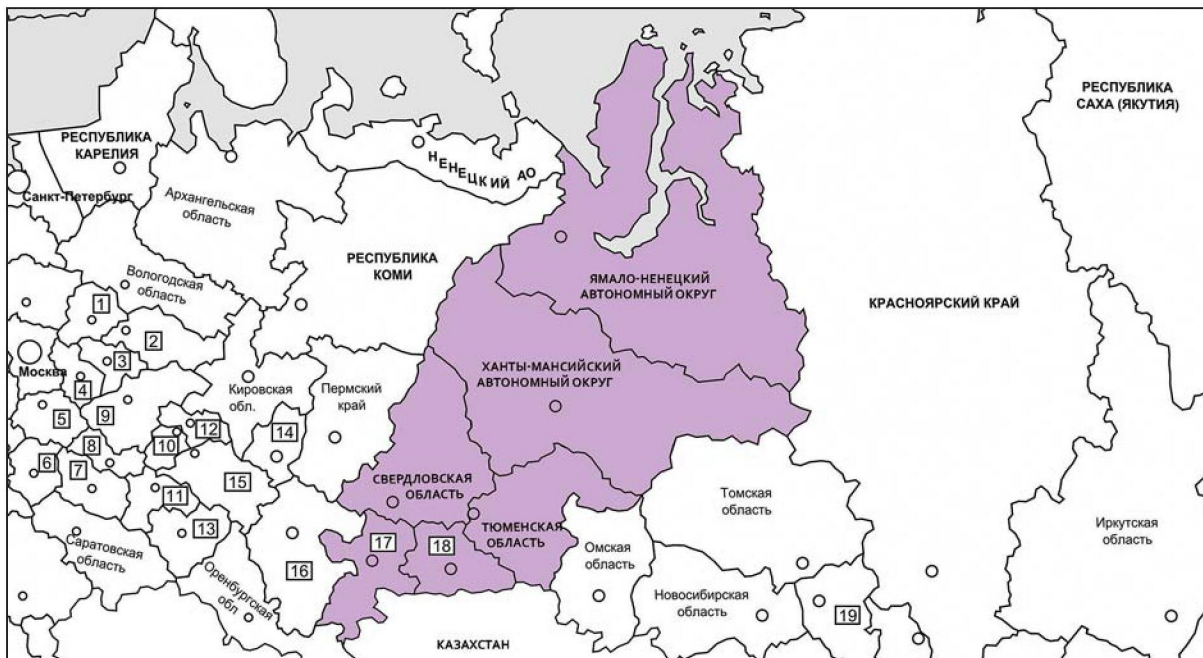 РЕСПУБЛИКА
САХА (ЯКУТИЯ)
РЕСПУБЛИКА
КАРЕЛИЯ
НЕНЕЦКИЙ АО
Санкт-Петербург
Архангельская
область
РЕСПУБЛИКА
КОМИ
Вологодская
область
ЯМАЛО-НЕНЕЦКИЙ
АВТОНОМНЫЙ ОКРУГ
КРАСНОЯРСКИЙ КРАЙ
1
2
3
Москва
4
ХАНТЫ-МАНСИЙСКИЙ
АВТОНОМНЫЙ ОКРУГ
Кировская
обл.
Пермский
край
5
9
12
14
8
10
6
7
15
СВЕРДЛОВСКАЯ
ОБЛАСТЬ
11
Томская
область
13
ТЮМЕНСКАЯ
ОБЛАСТЬ
Иркутская
область
Саратовская
область
17
18
Омская
область
16
Оренбургская
обл
Новосибирская
область
19
КАЗАХСТАН